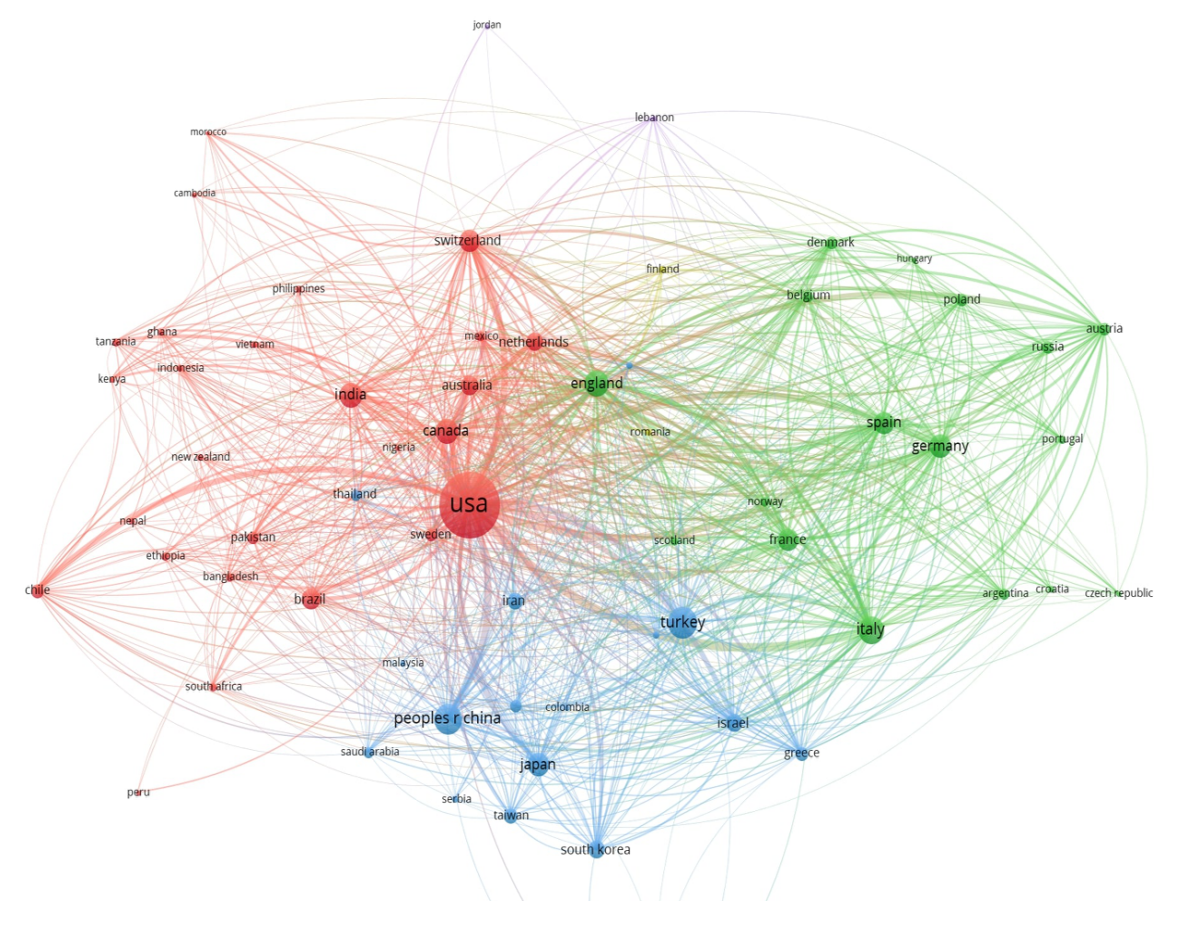 jordan
lebanon
morocco
cambodia
switzerland
denmark
hungary
finland
philippines
belgium
poland
austria
ghana
tanzania
mexico
netherlands
vietnam
russia
indonesia
kenya
england
australia
india
spain
canada
romania
germany
portugal
nigeria
new zealand
thailand
usa
norway
nepal
sweden
pakistan
scotland
france
ethiopia
bangladesh
chile
brazil
iran
argentina
croatia
czech republic
turkey
italy
malaysia
south africa
colombia
peoples r china
israel
saudi arabia
greece
japan
peru
serbia
taiwan
south korea